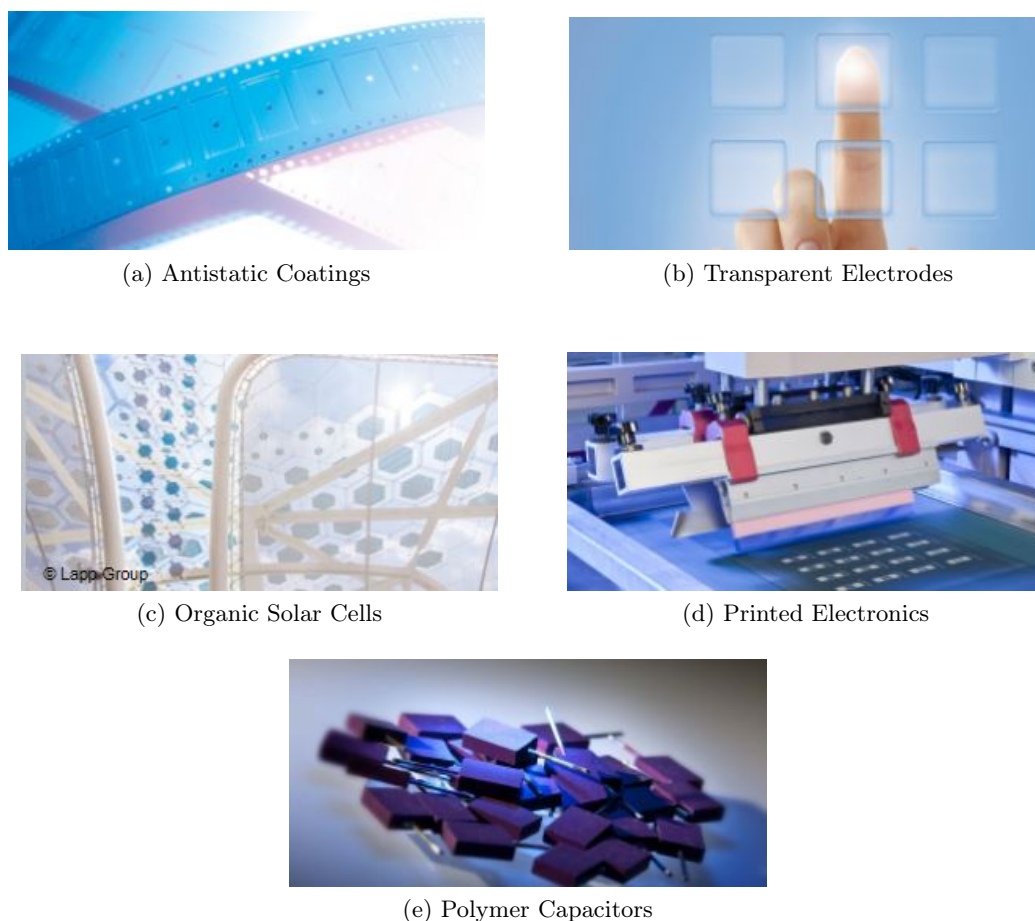 (a) Antistatic Coatings
(b) Transparent Electrodes
© Lapp Group
(c) Organic Solar Cells
(d) Printed Electronics
(e) Polymer Capacitors